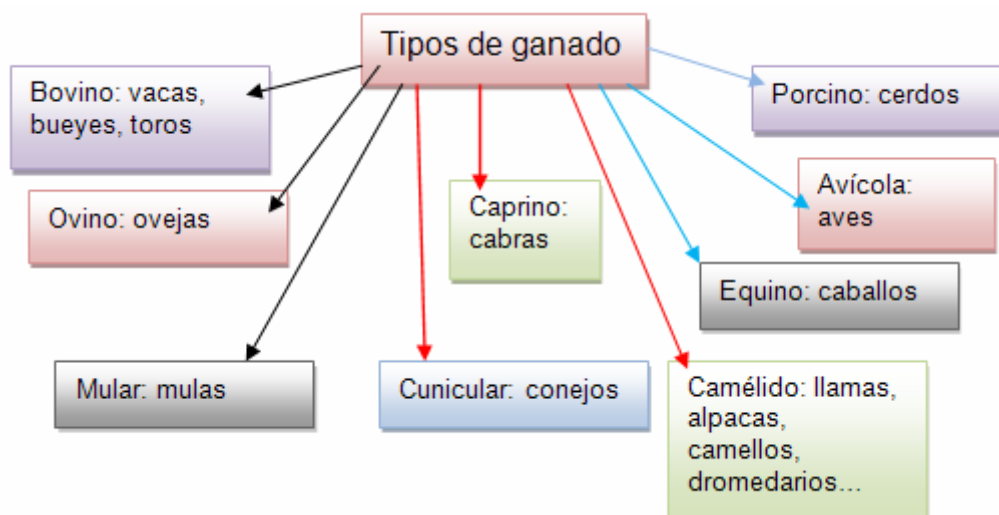 Tipos de ganado
Bovino: vacas,
bueyes, toros
Porcino: cerdos
Ovino: ovejas
Caprino:
cabras
Avícola:
aves
Equino: caballos
Mular: mulas
Cunicular: conejos
Camélido: llamas,
alpacas,
camellos,
dromedarios...